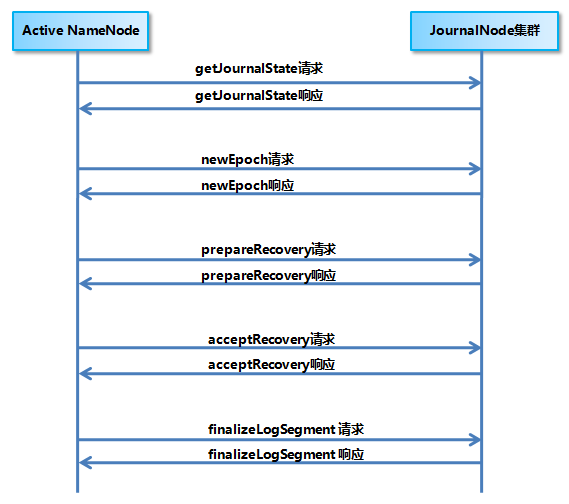 Active NameNode
JournalNode集群
getJournalState请求
getJournalState响应
newEpoch请求
newEpoch响应
prepareRecovery请求
prepareRecovery响应
acceptRecovery请求
acceptRecovery响应
finalizeLogSegment 请求
finalizeLogSegment 响应